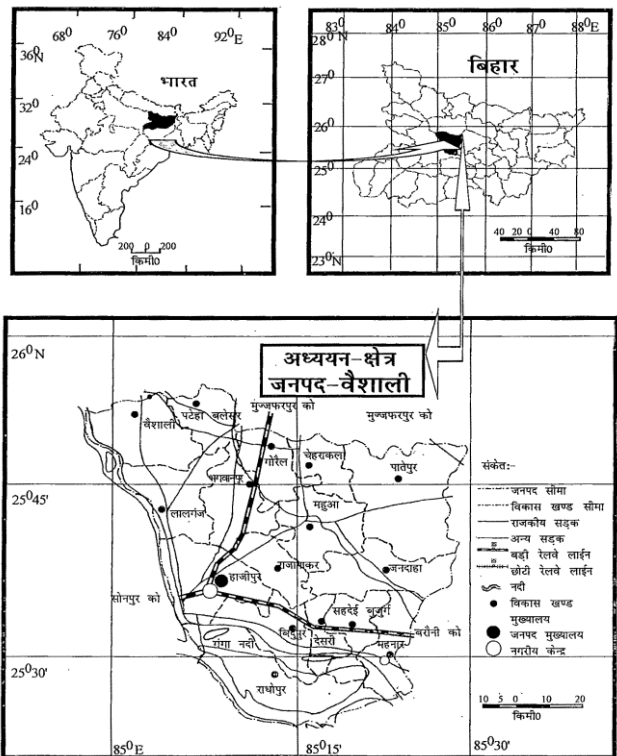 68⁰ 76⁰ 84⁰ 92⁰E
36⁰N
भारत
32⁰
24⁰
16⁰
200 0 200
किमी0
83⁰ 84⁰ 85⁰ 86⁰ 87⁰ 88⁰E
28⁰N
बिहार
27⁰
26⁰
25⁰
24⁰
23⁰N
40 20 0 40 80
किमी0
26⁰N
अध्ययन-क्षेत्र
जनपद-वैशाली
मुज्जफरपुर को
मुज्जफरपुर को
पटेहा बलेसुर
वैशाली
गोरैल
चेहराकला
पातेपुर
भगवानपुर
25⁰45
महुआ
लालगंज
राजापाकर
जनदाहा
हाजीपुर
सोनपुर को
सहदेई बुजुर्ग
बिदुपुर
देसरी
बरौनी को
गंगा नदी
महनार
25⁰30
राघोपुर
85⁰E 85⁰15' 85⁰30'
संकेतः-
जनपद सीमा
विकास खण्ड सीमा
राजकीय सड़क
अन्य सड़क
बड़ी रेलवे लाईन
छोटी रेलवे लाईन
नदी
विकास खण्ड
मुख्यालय
जनपद मुख्यालय
नगरीय केन्द्र
10 5 0 10 20
किमी0